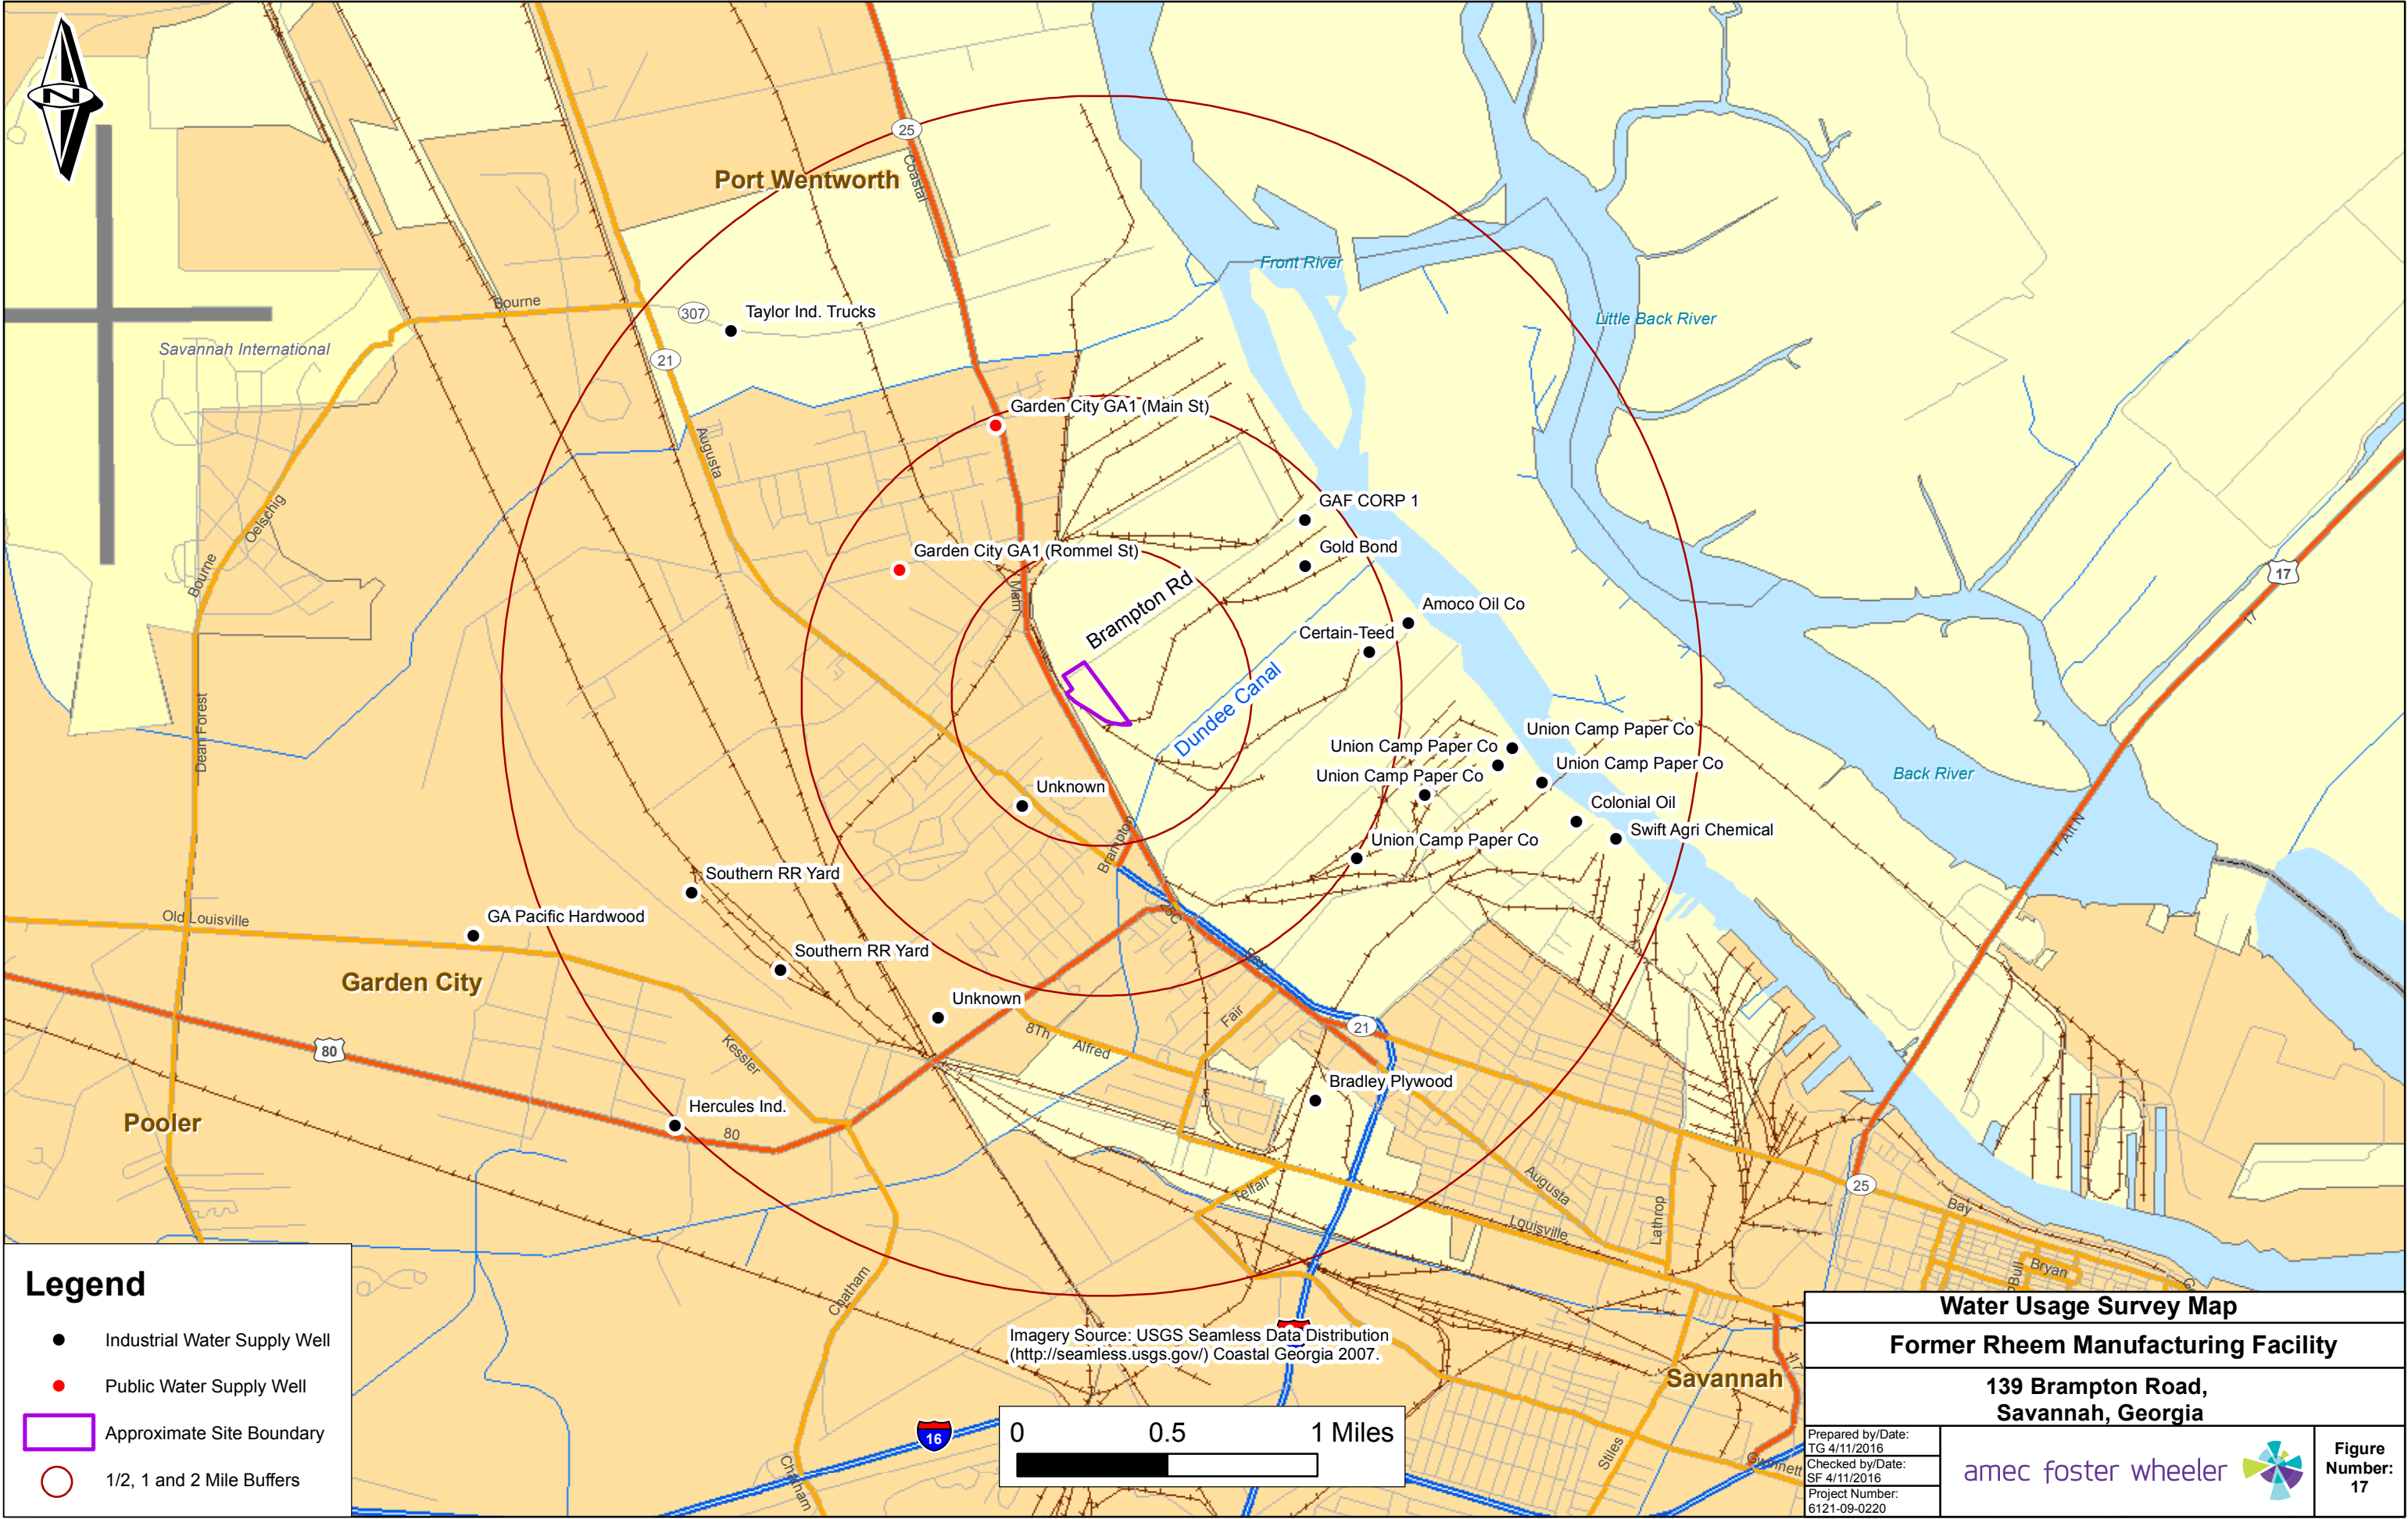 N
25
Coastal
Port Wentworth
Front River
Bourne
307
Taylor Ind. Trucks
Little Back River
Savannah International
21
Garden City GA1 (Main St)
Augusta
GAF CORP 1
Oelschig
Garden City GA1 (Rommel St)
Gold Bond
Bourne
Main
Brampton Rd
17
17
Amoco Oil Co
Certain-Teed
Dundee Canal
Dean Forest
Union Camp Paper Co
Union Camp Paper Co
Union Camp Paper Co
Union Camp Paper Co
Back River
Unknown
Colonial Oil
Swift Agri Chemical
Brampton
Union Camp Paper Co
17 Alt N
Southern RR Yard
Old Louisville
GA Pacific Hardwood
25C
Bay
Southern RR Yard
Garden City
Unknown
8Th
Alfred
Fair
21
80
Kessler
Bradley Plywood
Hercules Ind.
Pooler
80
Telfair
Augusta
Louisville
Lathrop
25
Bay
Bull
Bryan
Chatham
Chatham
Savannah
Stiles
Gwinnett
16
Imagery Source: USGS Seamless Data Distribution
(http://seamless.usgs.gov/) Coastal Georgia 2007.
0 0.5 1 Miles
Legend
Industrial Water Supply Well
Public Water Supply Well
Approximate Site Boundary
1/2, 1 and 2 Mile Buffers
Water Usage Survey Map
Former Rheem Manufacturing Facility
139 Brampton Road,
Savannah, Georgia
Prepared by/Date:
TG 4/11/2016
Checked by/Date:
SF 4/11/2016
Project Number:
6121-09-0220
amec foster wheeler
Figure
Number:
17